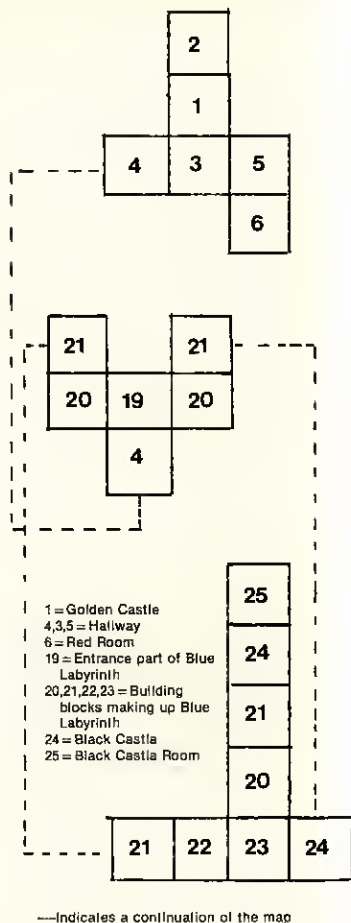 2
1
4 3 5
6
21 21
20 19 20
4
1=Golden Castle
4,3,5=Hallway
6=Red Room
19=Entrance part of Blue
Labyrinth
20,21,22,23=Building
blocks making up Blue
Labyrinth
24=Black Castle
25=Black Castle Room
25
24
21
20
21 22 23 24
----Indicates a continuation of the map